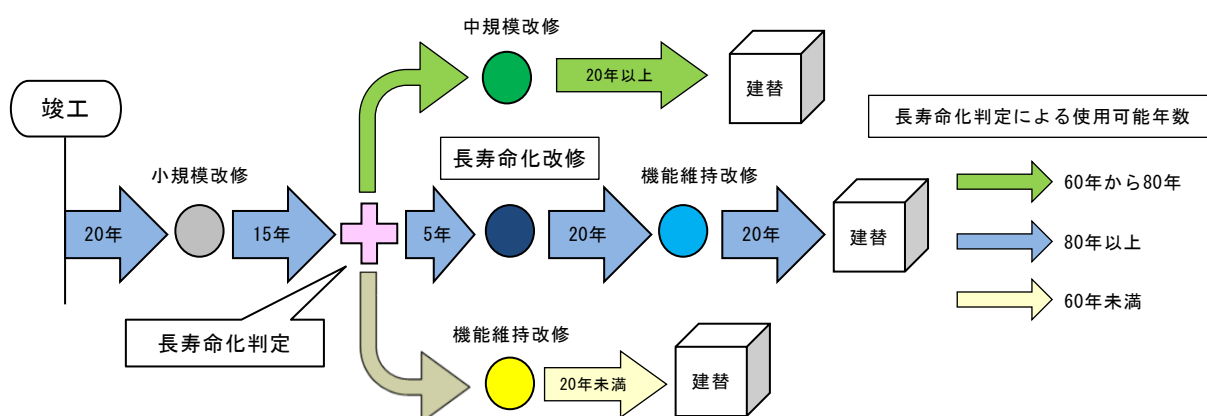 中規模改修
20年以上
建替
竣工
長寿命化判定による使用可能年数
小規模改修
長寿命化改修
機能維持改修
60年から80年
20年
15年
5年
20年
20年
建替
80年以上
60年未満
長寿命化判定
機能維持改修
20年未満
建替